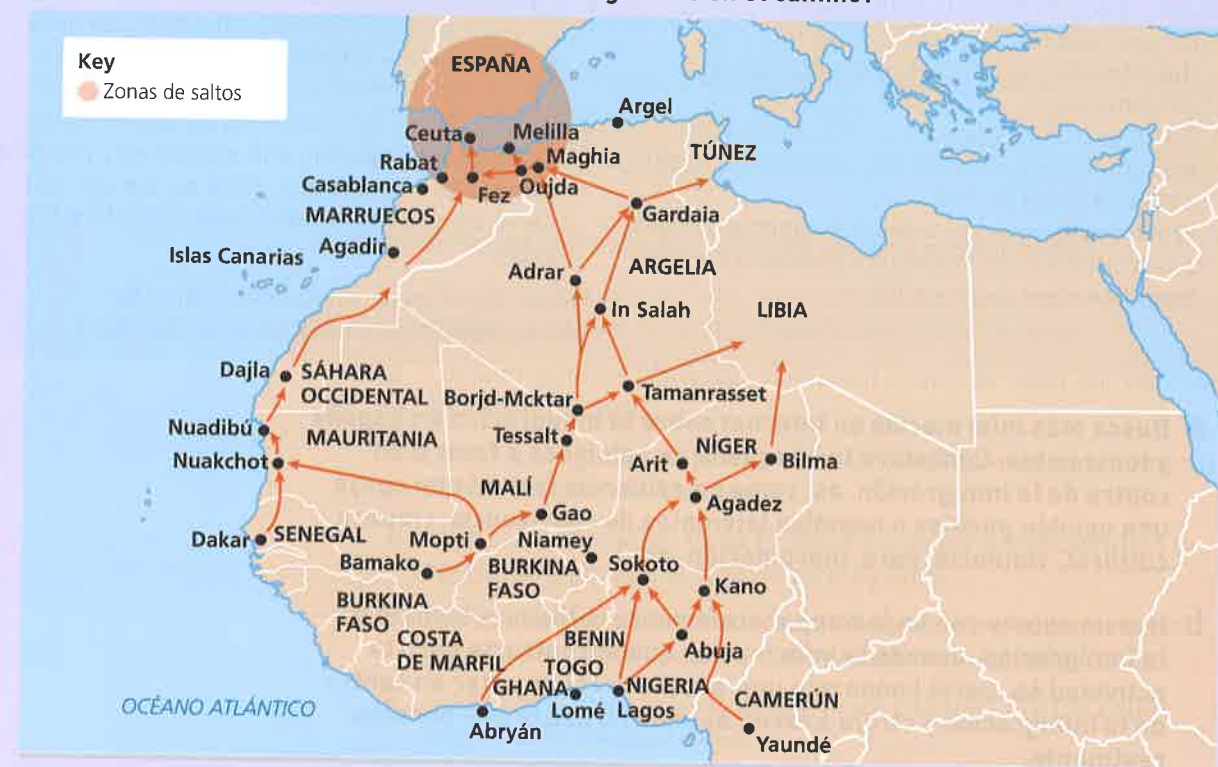 Key
Zonas de saltos
ESPAÑA
Argel
Ceuta
Melilla
Rabat
Maghia
TÚNEZ
Casablanca
Fez
Oujda
MARRUECOS
Gardaia
Agadir
Islas Canarias
Adrar
ARGELIA
In Salah
LIBIA
Dajla
SÁHARA
OCCIDENTAL
Borjd-Mcktar
Tamanrasset
Nuadibú
MAURITANIA
Tessalt
NÍGER
Nuakchot
Arit
Bilma
MALÍ
Agadez
Gao
Dakar
SENEGAL
Mopti
Niamey
Bamako
BURKINA
FASO
Sokoto
Kano
BURKINA
FASO
COSTA
DE MARFIL
BENIN
Abuja
TOGO
GHANA
NIGERIA
OCÉANO ATLÁNTICO
Lomé
Lagos
CAMERÚN
Abryán
Yaundé